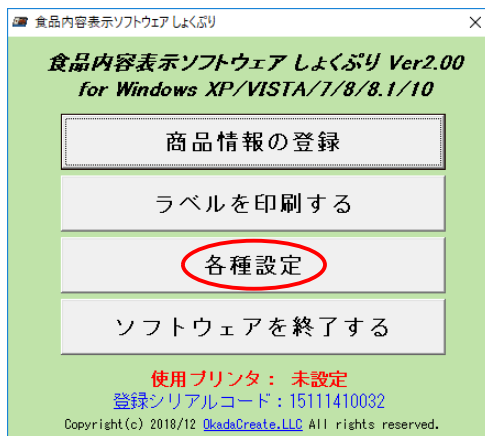 食品内容表示ソフトウェア しょくぷり
食品内容表示ソフトウェア しょくぷり Ver2.00
for Windows XP/VISTA/7/8/8.1/10
商品情報の登録
ラベルを印刷する
各種設定
ソフトウェアを終了する
使用プリンタ： 未設定
登録シリアルコード：15111410032
Copyright(c) 2018/12 OkadaCreate.LLC All rights reserved.